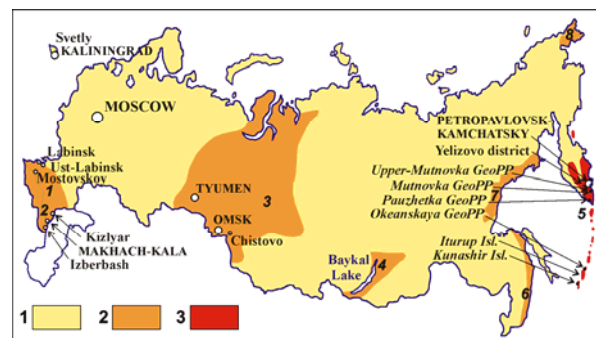 Svetly
KALININGRAD
MOSCOW
8
PETROPAVLOVSK-
KAMCHATSKY
Yelizovo district
Labinsk
Ust-Labinsk
Mostovskoy
1
2
Upper-Mutnovka GeoPP
Mutnovka GeoPP
Pauzhetka GeoPP
Okeanskaya GeoPP
7
5
TYUMEN
3
OMSK
Chistovo
Kizlyar
MAKHACH-KALA
Izberbash
Baykal
Lake
4
Iturup Isl.
Kunashir Isl.
6
1
2
3